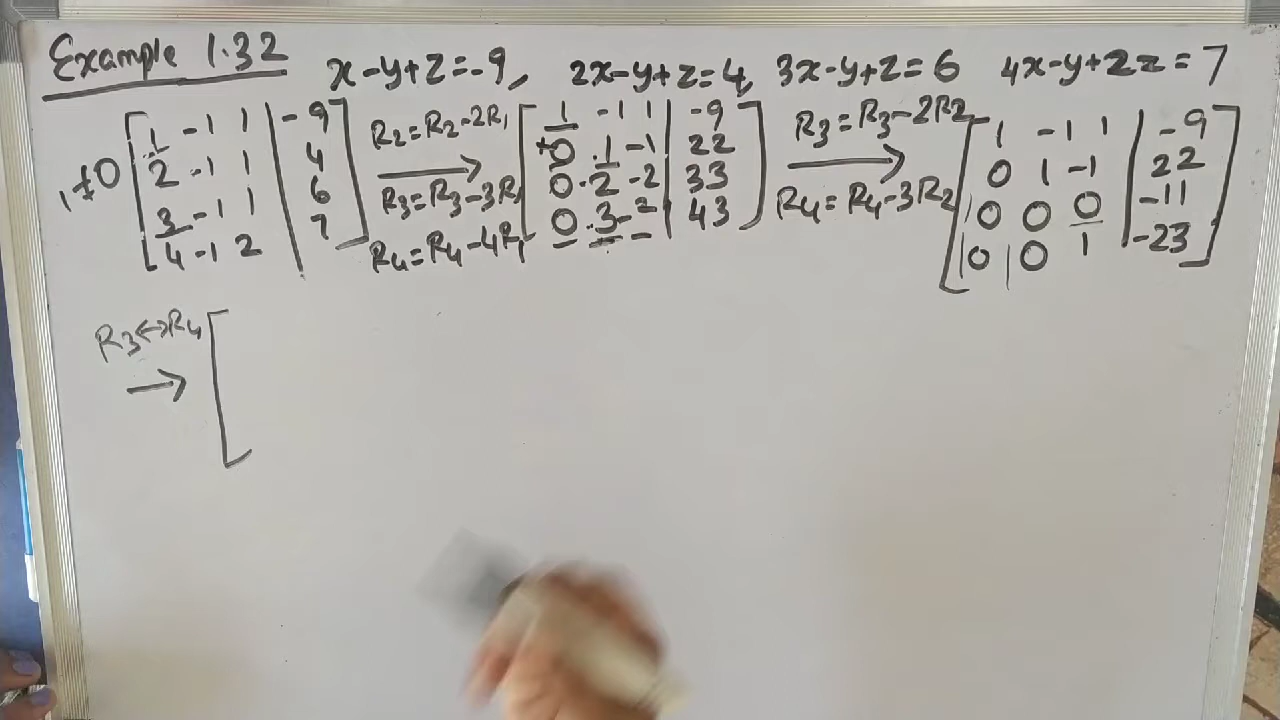 Example 1.32 x-y+z=-9, 2x-y+z=4, 3x-y+z=6 4x-y+2z=7
1≠0 [1 -1 1 | -9] R2=R2-2R1 [1 -1 1 | -9] R3=R3-2R2 [1 -1 1 | -9]
[2 -1 1 | 4] → [0 1 -1 | 22] → [0 1 -1 | 22]
[3 -1 1 | 6] R3=R3-3R1 [0 2 -2 | 33] R4=R4-3R2 [0 0 0 | -11]
[4 -1 2 | 7] R4=R4-4R1 [0 3 -2 | 43] [0 0 1 | -23]
R3↔R4 [
→